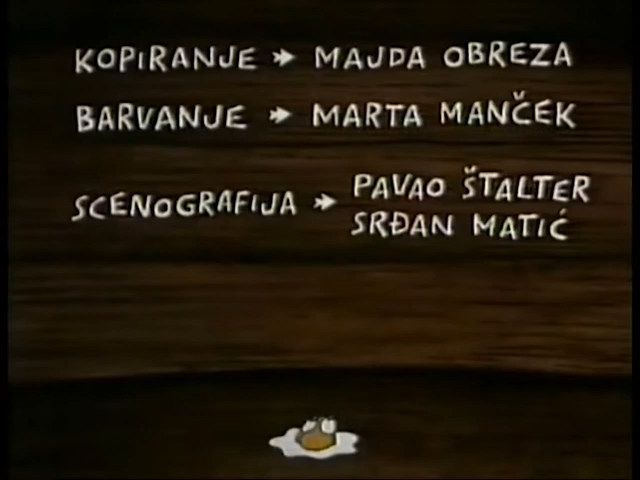 KOPIRANJE ➳ MAJDA OBREZA
BARVANJE ➳ MARTA MANČEK
SCENOGRAFIJA ➳ PAVAO ŠTALTER
SRĐAN MATIĆ